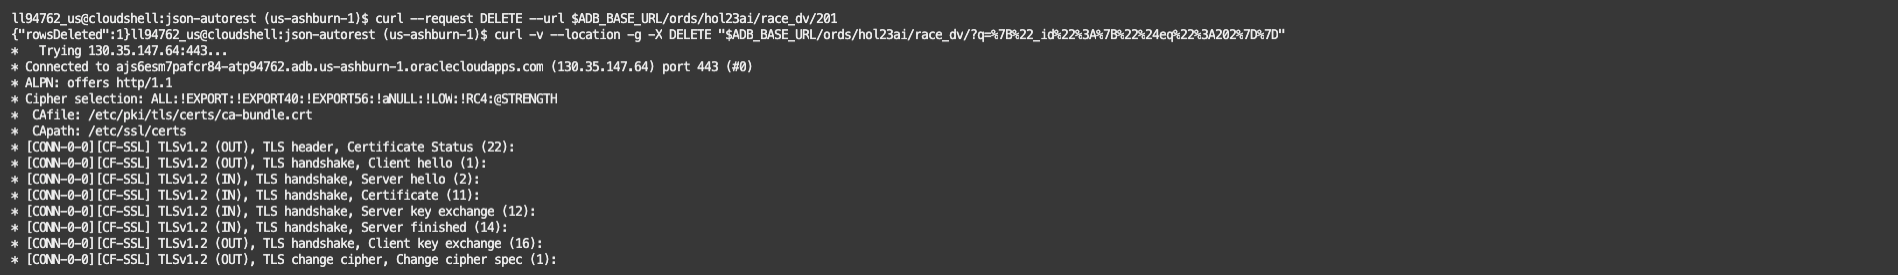 ll94762_us@cloudshell:json-autorest (us-ashburn-1)$ curl --request DELETE --url $ADB_BASE_URL/ords/hol23ai/race_dv/201
{"rowsDeleted":1}ll94762_us@cloudshell:json-autorest (us-ashburn-1)$ curl -v --location -g -X DELETE "$ADB_BASE_URL/ords/hol23ai/race_dv/?q=%7B%22_id%22%3A%7B%22%24eq%22%3A202%7D%7D"
*   Trying 130.35.147.64:443...
* Connected to ajs6esm7pafcr84-atp94762.adb.us-ashburn-1.oraclecloudapps.com (130.35.147.64) port 443 (#0)
* ALPN: offers http/1.1
* Cipher selection: ALL:!EXPORT:!EXPORT40:!EXPORT56:!aNULL:!LOW:!RC4:@STRENGTH
*  CAfile: /etc/pki/tls/certs/ca-bundle.crt
*  CApath: /etc/ssl/certs
* [CONN-0-0][CF-SSL] TLSv1.2 (OUT), TLS header, Certificate Status (22):
* [CONN-0-0][CF-SSL] TLSv1.2 (OUT), TLS handshake, Client hello (1):
* [CONN-0-0][CF-SSL] TLSv1.2 (IN), TLS handshake, Server hello (2):
* [CONN-0-0][CF-SSL] TLSv1.2 (IN), TLS handshake, Certificate (11):
* [CONN-0-0][CF-SSL] TLSv1.2 (IN), TLS handshake, Server key exchange (12):
* [CONN-0-0][CF-SSL] TLSv1.2 (IN), TLS handshake, Server finished (14):
* [CONN-0-0][CF-SSL] TLSv1.2 (OUT), TLS handshake, Client key exchange (16):
* [CONN-0-0][CF-SSL] TLSv1.2 (OUT), TLS change cipher, Change cipher spec (1):